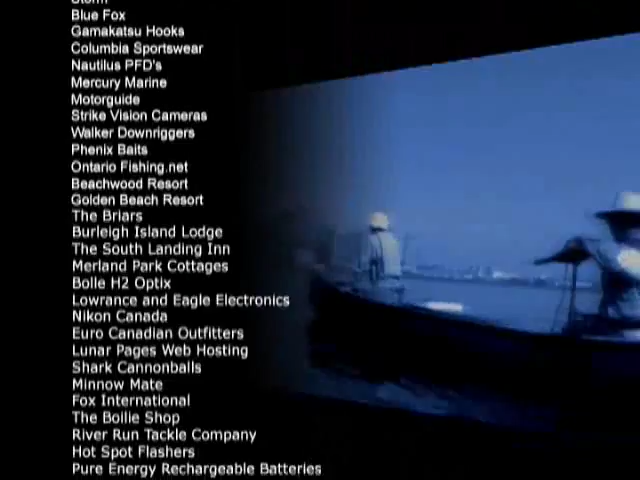 Storm
Blue Fox
Gamakatsu Hooks
Columbia Sportswear
Nautilus PFD's
Mercury Marine
Motorguide
Strike Vision Cameras
Walker Downriggers
Phenix Baits
Ontario Fishing.net
Beachwood Resort
Golden Beach Resort
The Briars
Burleigh Island Lodge
The South Landing Inn
Merland Park Cottages
Bolle H2 Optix
Lowrance and Eagle Electronics
Nikon Canada
Euro Canadian Outfitters
Lunar Pages Web Hosting
Shark Cannonballs
Minnow Mate
Fox International
The Boilie Shop
River Run Tackle Company
Hot Spot Flashers
Pure Energy Rechargeable Batteries